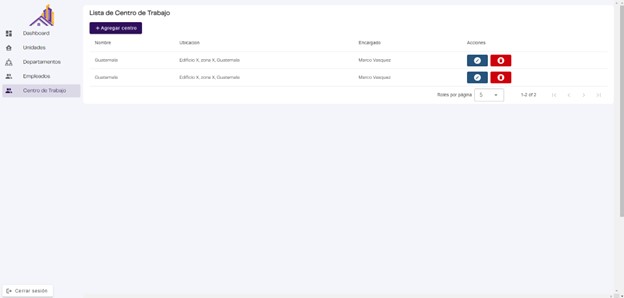 Dashboard
Unidades
Departamentos
Empleados
Centro de Trabajo
Cerrar sesión
Lista de Centro de Trabajo
+ Agregar centro
Nombre Ubicacion Encargado Acciones
Guatemala Edificio X, zona X, Guatemala Marco Vasquez
Guatemala Edificio X, zona X, Guatemala Marco Vasquez
Rows por página 5 1-2 of 2